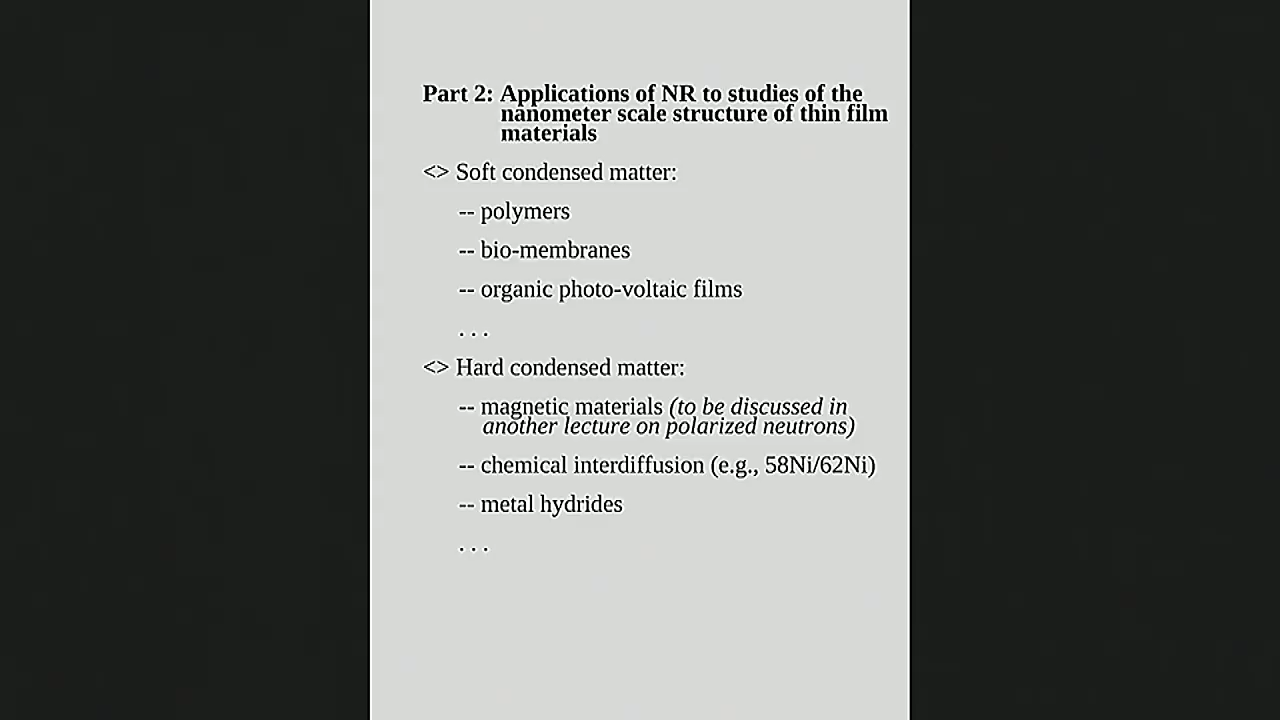 Part 2: Applications of NR to studies of the
nanometer scale structure of thin film
materials
<> Soft condensed matter:
-- polymers
-- bio-membranes
-- organic photo-voltaic films
. . .
<> Hard condensed matter:
-- magnetic materials (to be discussed in
another lecture on polarized neutrons)
-- chemical interdiffusion (e.g., 58Ni/62Ni)
-- metal hydrides
. . .